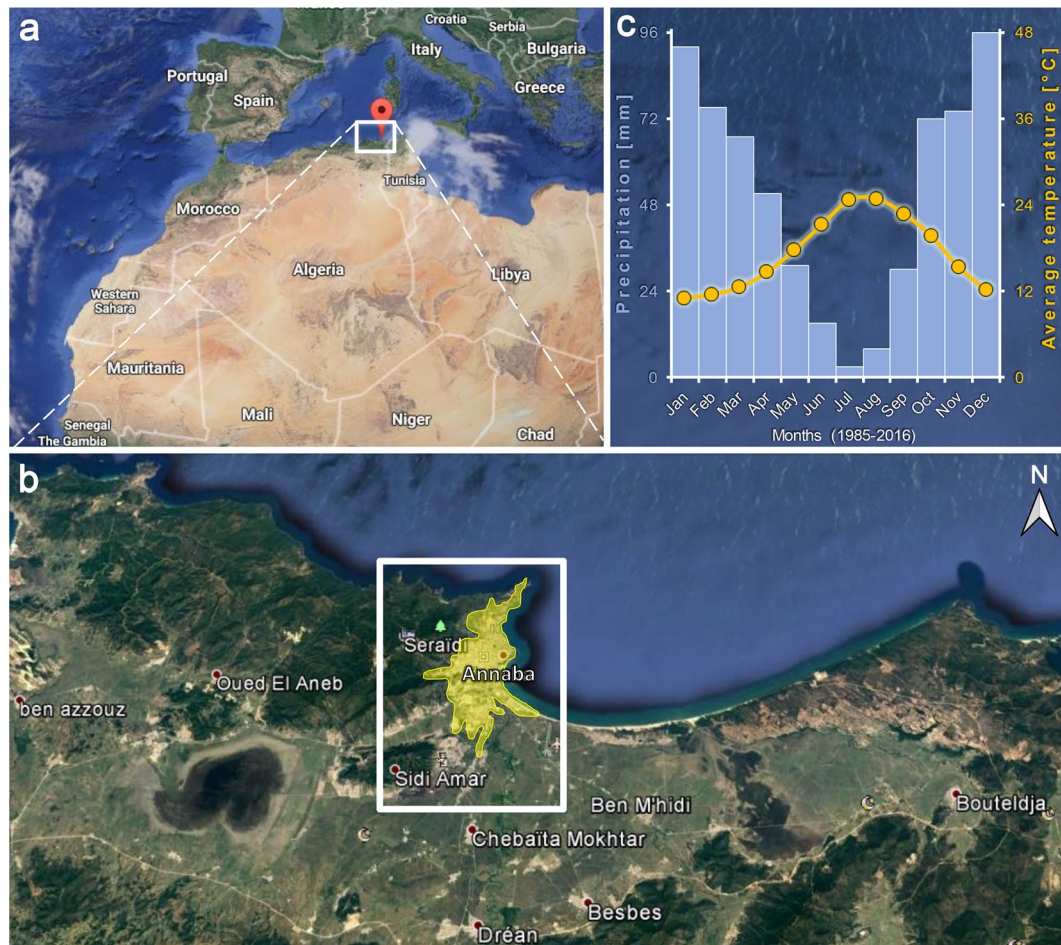 a
Croatia
Serbia
Italy
Bulgaria
Portugal
Spain
Greece
Tunisia
Morocco
Algeria
Libya
Western
Sahara
Mauritania
Mali
Niger
Senegal
The Gambia
Chad
c
Precipitation [mm]
96
72
48
24
0
48
36
24
12
0
Average temperature [°C]
Jan
Feb
Mar
Apr
May
Jun
Jul
Aug
Sep
Oct
Nov
Dec
Months (1985-2016)
b
N
Seraïdi
Annaba
Oued El Aneb
ben azzouz
Sidi Amar
Ben M'hidi
Bouteldja
Chebaïta Mokhtar
Besbes
Dréan